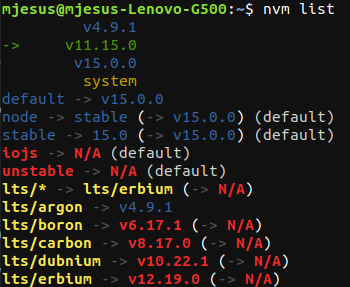 mjesus@mjesus-Lenovo-G500:~$ nvm list
v4.9.1
-> v11.15.0
v15.0.0
system
default -> v15.0.0
node -> stable (-> v15.0.0) (default)
stable -> 15.0 (-> v15.0.0) (default)
iojs -> N/A (default)
unstable -> N/A (default)
lts/* -> lts/erbium (-> N/A)
lts/argon -> v4.9.1
lts/boron -> v6.17.1 (-> N/A)
lts/carbon -> v8.17.0 (-> N/A)
lts/dubnium -> v10.22.1 (-> N/A)
lts/erbium -> v12.19.0 (-> N/A)